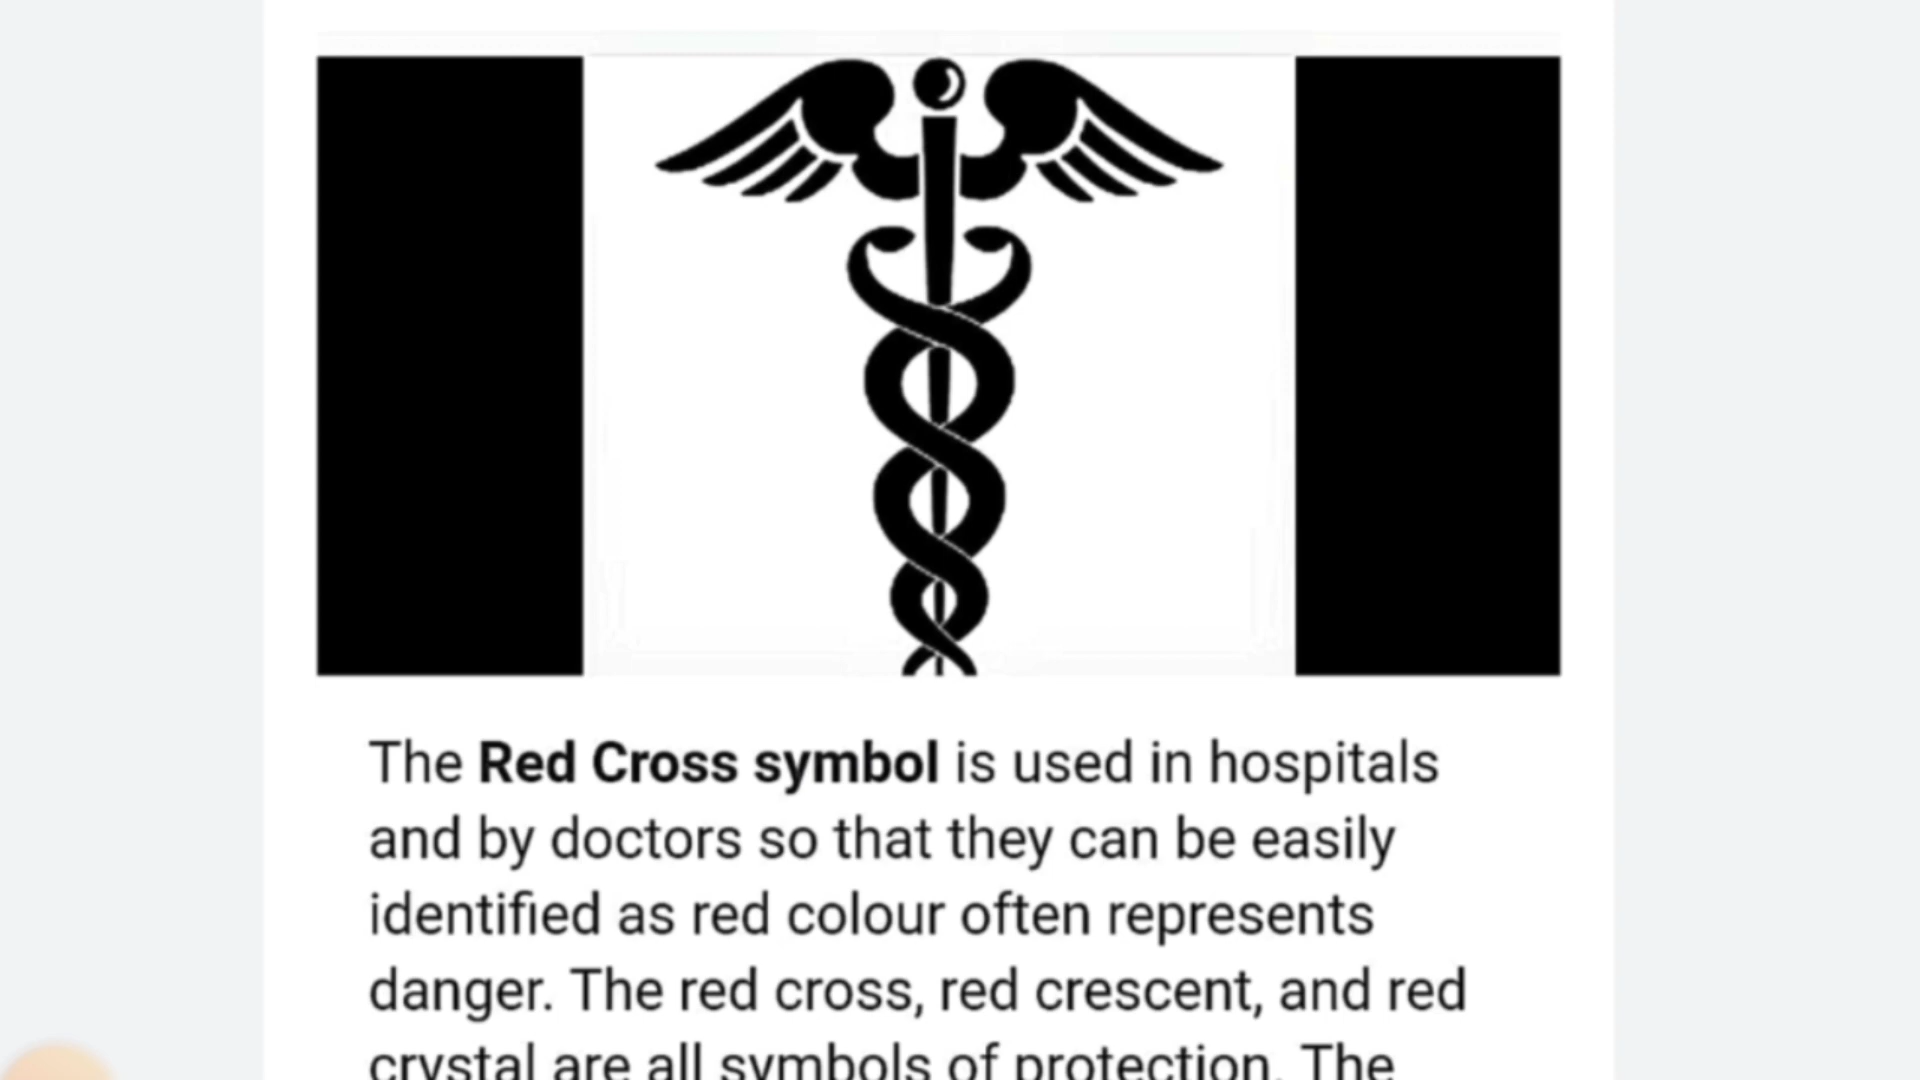 The Red Cross symbol is used in hospitals
and by doctors so that they can be easily
identified as red colour often represents
danger. The red cross, red crescent, and red
crystal are all symbols of protection. The